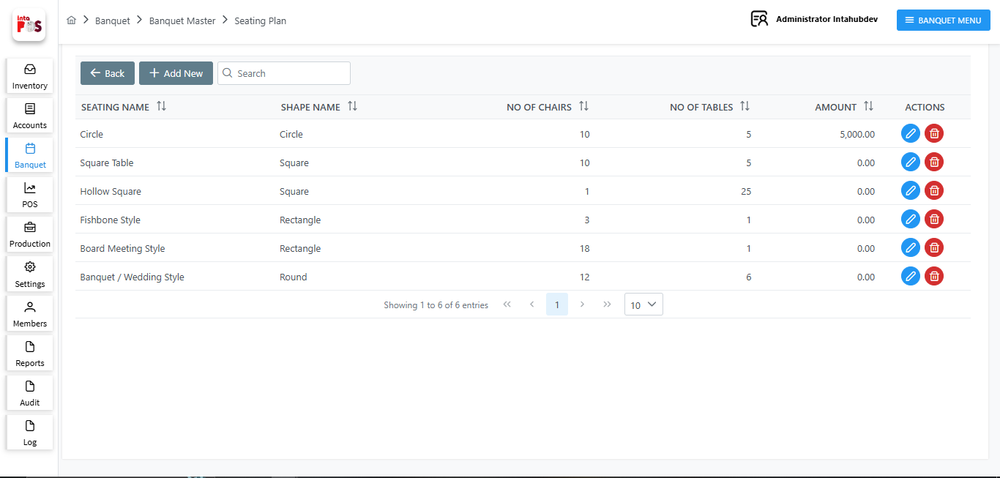 inta
POS
Banquet
Banquet Master
Seating Plan
Administrator Intahubdev
BANQUET MENU
Inventory
Accounts
Banquet
POS
Production
Settings
Members
Reports
Audit
Log
Back
Add New
Search
SEATING NAME SHAPE NAME NO OF CHAIRS NO OF TABLES AMOUNT ACTIONS
Circle Circle 10 5 5,000.00
Square Table Square 10 5 0.00
Hollow Square Square 1 25 0.00
Fishbone Style Rectangle 3 1 0.00
Board Meeting Style Rectangle 18 1 0.00
Banquet / Wedding Style Round 12 6 0.00
Showing 1 to 6 of 6 entries 1 10